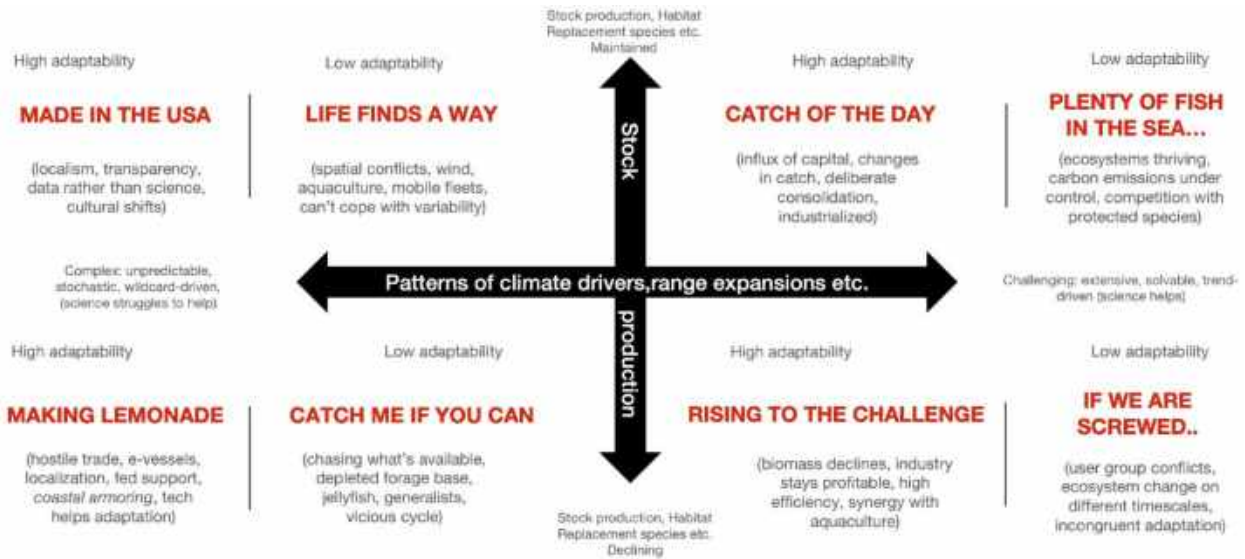 Stock production, Habitat
Replacement species etc.
Maintained
High adaptability
Low adaptability
High adaptability
Low adaptability
MADE IN THE USA
(localism, transparency,
data rather than science,
cultural shifts)
LIFE FINDS A WAY
(spatial conflicts, wind,
aquaculture, mobile fleets,
can't cope with variability)
CATCH OF THE DAY
(influx of capital, changes
in catch, deliberate
consolidation,
industrialized)
PLENTY OF FISH
IN THE SEA...
(ecosystems thriving,
carbon emissions under
control, competition with
protected species)
Stock
production
Complex: unpredictable,
stochastic, wildcard-driven,
(science struggles to help)
Patterns of climate drivers,range expansions etc.
Challenging: extensive, solvable, trend-
driven (science helps)
High adaptability
Low adaptability
High adaptability
Low adaptability
MAKING LEMONADE
(hostile trade, e-vessels,
localization, fed support,
coastal armoring, tech
helps adaptation)
CATCH ME IF YOU CAN
(chasing what's available,
depleted forage base,
jellyfish, generalists,
vicious cycle)
RISING TO THE CHALLENGE
(biomass declines, industry
stays profitable, high
efficiency, synergy with
aquaculture)
IF WE ARE
SCREWED..
(user group conflicts,
ecosystem change on
different timescales,
incongruent adaptation)
Stock production, Habitat
Replacement species etc.
Declining